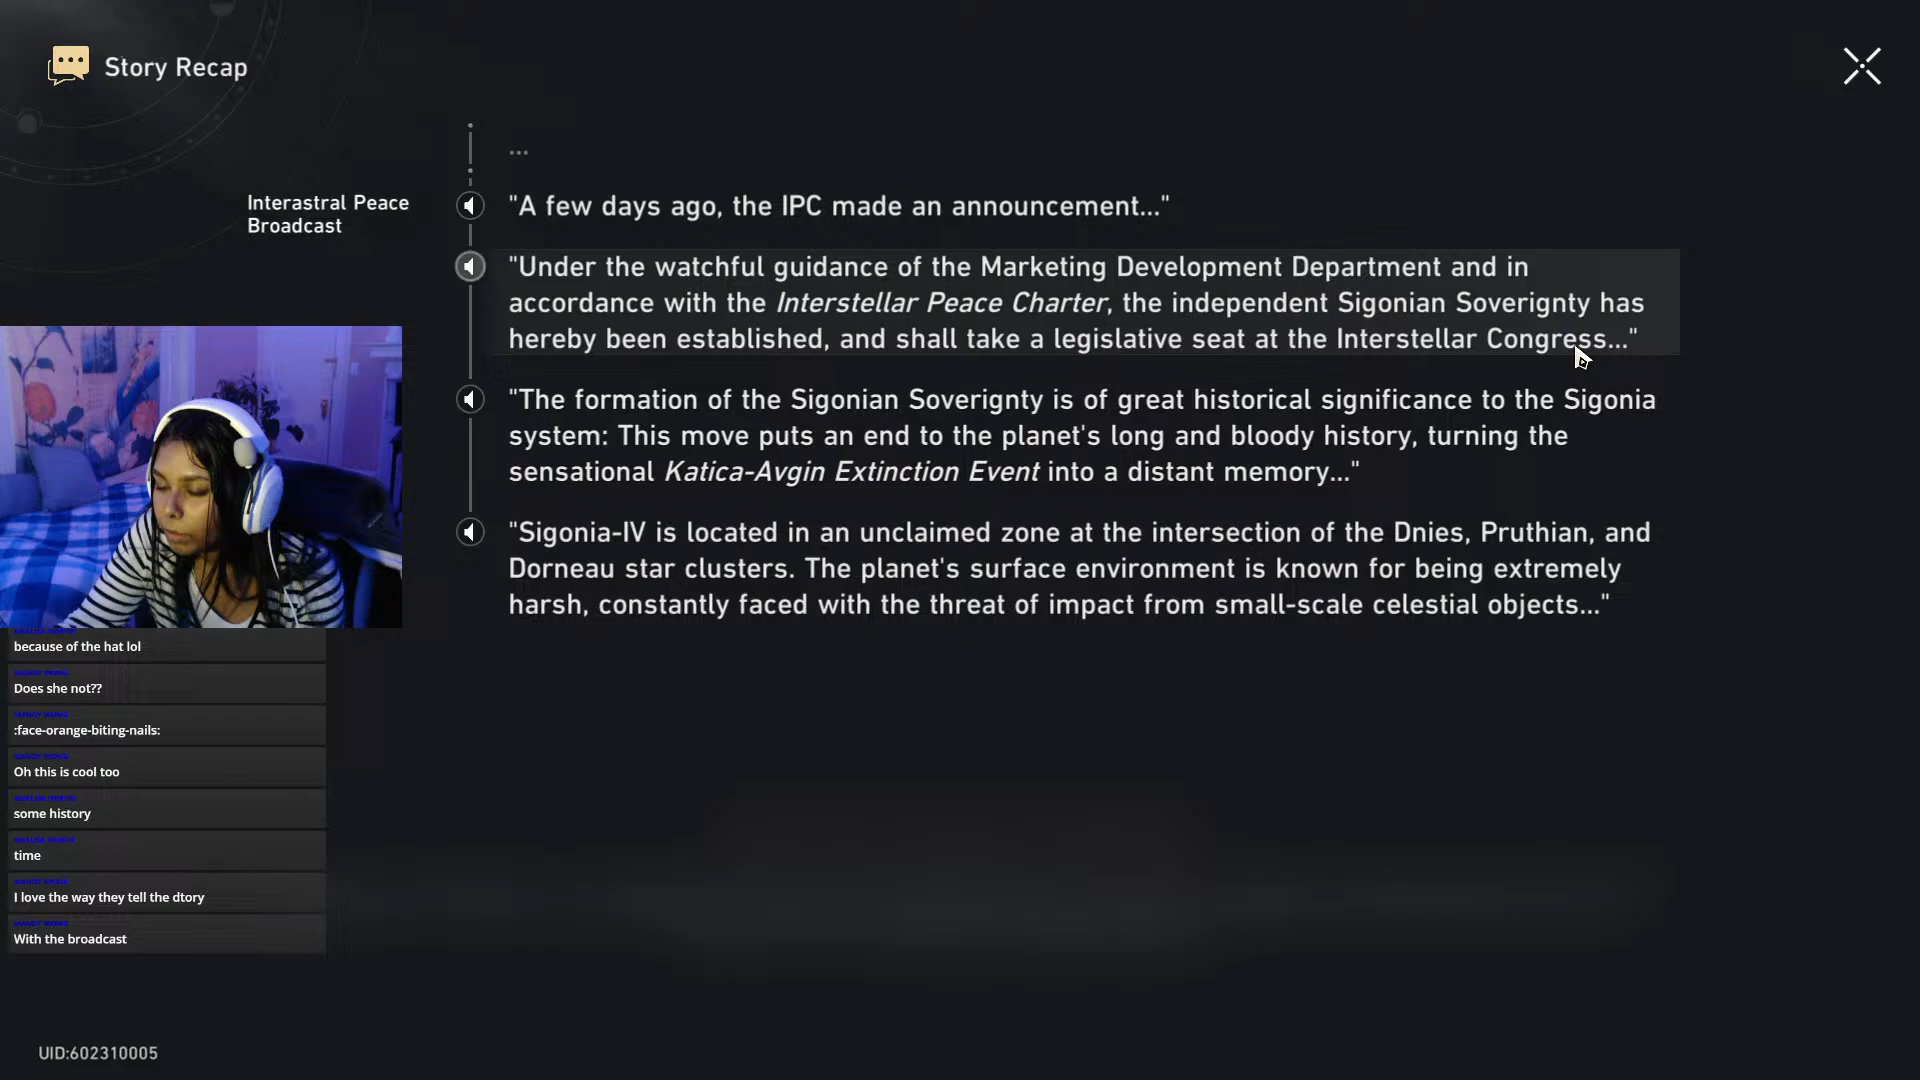 Story Recap
...
Interastral Peace
Broadcast
"A few days ago, the IPC made an announcement..."
"Under the watchful guidance of the Marketing Development Department and in
accordance with the Interstellar Peace Charter, the independent Sigonian Soverignty has
hereby been established, and shall take a legislative seat at the Interstellar Congress..."
"The formation of the Sigonian Soverignty is of great historical significance to the Sigonia
system: This move puts an end to the planet's long and bloody history, turning the
sensational Katica-Avgin Extinction Event into a distant memory..."
"Sigonia-IV is located in an unclaimed zone at the intersection of the Dnies, Pruthian, and
Dorneau star clusters. The planet's surface environment is known for being extremely
harsh, constantly faced with the threat of impact from small-scale celestial objects..."
because of the hat lol
Does she not??
:face-orange-biting-nails:
Oh this is cool too
some history
time
I love the way they tell the dtory
With the broadcast
UID:602310005